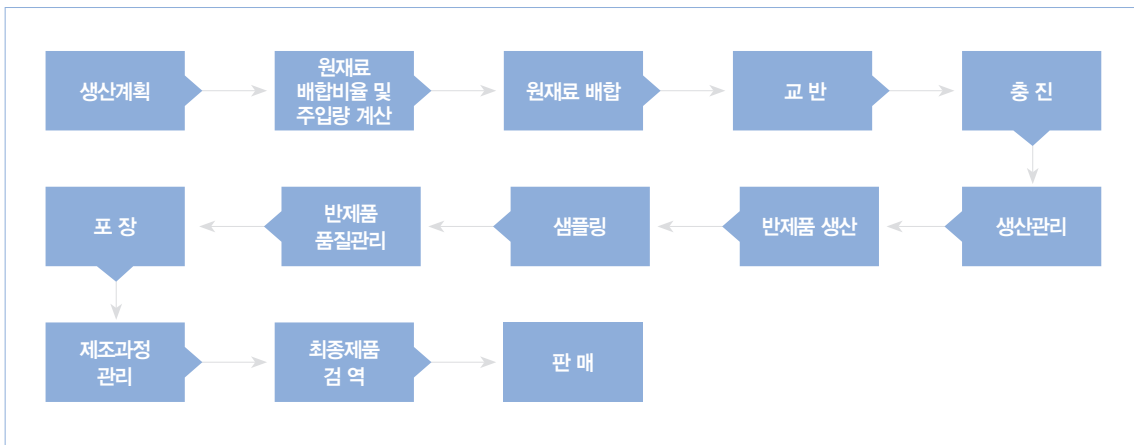 생산계획
원재료
배합비율 및
주입량 계산
원재료 배합
교 반
충 진
생산관리
반제품 생산
샘플링
반제품
품질관리
포 장
제조과정
관리
최종제품
검 역
판 매